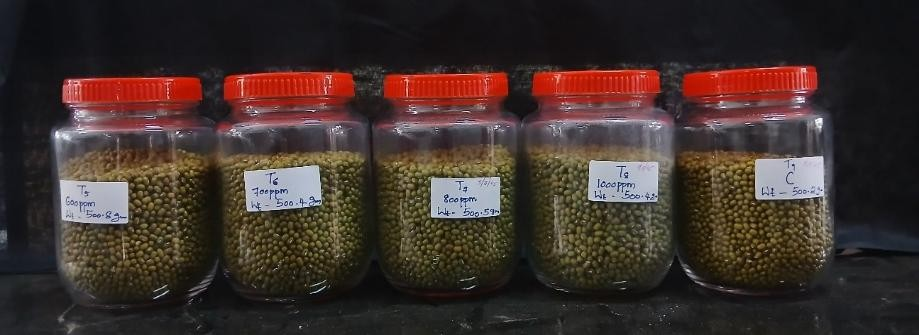 T5
600ppm
Wt - 500.8gm
T6
700ppm
Wt - 500.4gm
T7
800ppm
Wt - 500.5gm
T8
1000ppm
Wt - 500.4gm
T9
C
Wt - 500.2gm